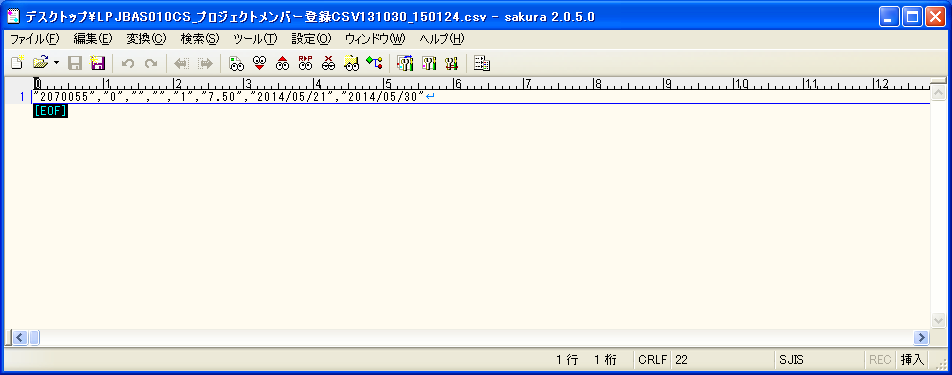 デスクトップ¥LPJBAS010CS_プロジェクトメンバー登録CSV131030_150124.csv - sakura 2.0.5.0
ファイル(F) 編集(E) 変換(C) 検索(S) ツール(T) 設定(O) ウィンドウ(W) ヘルプ(H)
0 1 2 3 4 5 6 7 8 9 10 11 12
1 "2070055","0","","","1","7.50","2014/05/21","2014/05/30"↵
[EOF]
1 行 1 桁 CRLF 22 SJIS REC 挿入